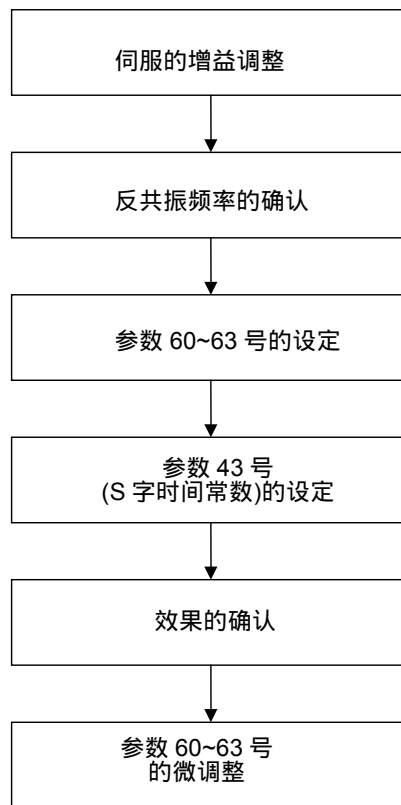 伺服的增益调整
反共振频率的确认
参数 60~63 号的设定
参数 43 号
(S 字时间常数)的设定
效果的确认
参数 60~63 号
的微调整